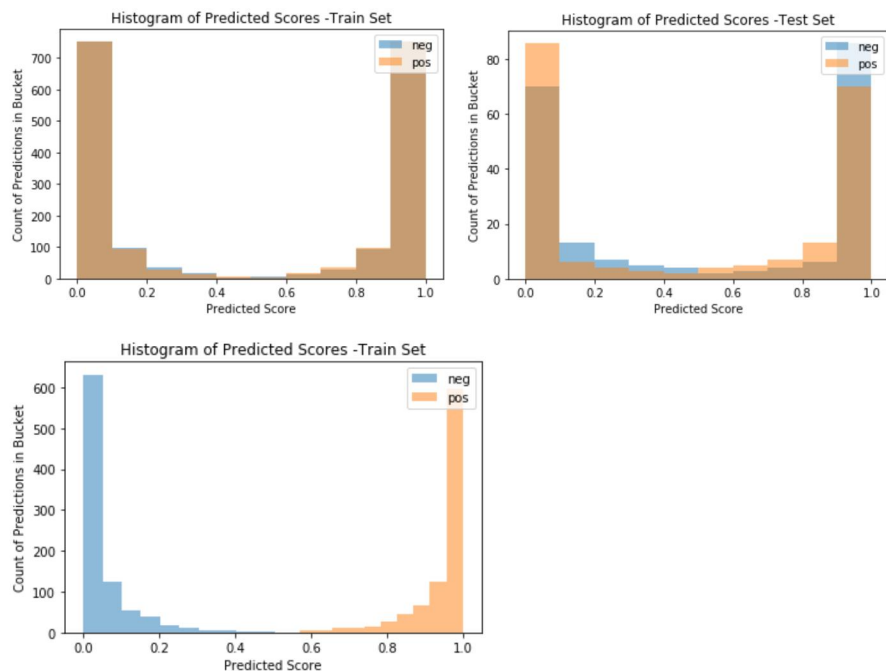 Histogram of Predicted Scores -Train Set
neg
pos
Count of Predictions in Bucket
700
600
500
400
300
200
100
0
0.0 0.2 0.4 0.6 0.8 1.0
Predicted Score
Histogram of Predicted Scores -Test Set
neg
pos
Count of Predictions in Bucket
80
60
40
20
0
0.0 0.2 0.4 0.6 0.8 1.0
Predicted Score
Histogram of Predicted Scores -Train Set
neg
pos
Count of Predictions in Bucket
600
500
400
300
200
100
0
0.0 0.2 0.4 0.6 0.8 1.0
Predicted Score